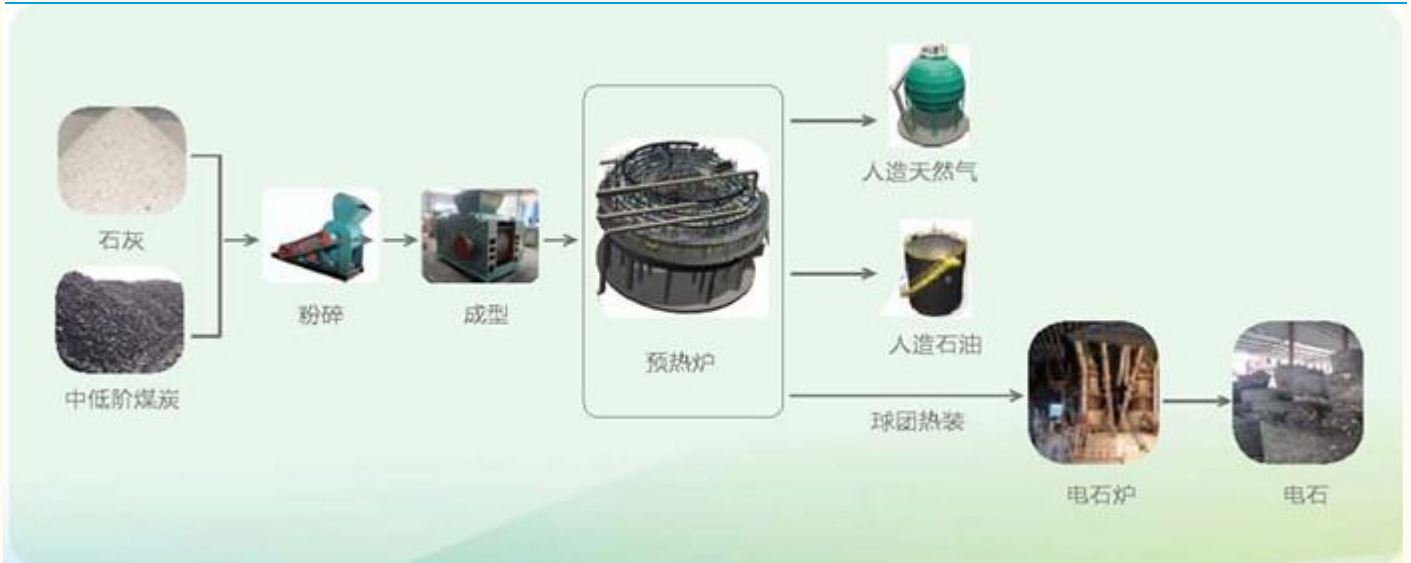 石灰
中低阶煤炭
粉碎
成型
预热炉
人造天然气
人造石油
球团热装
电石炉
电石